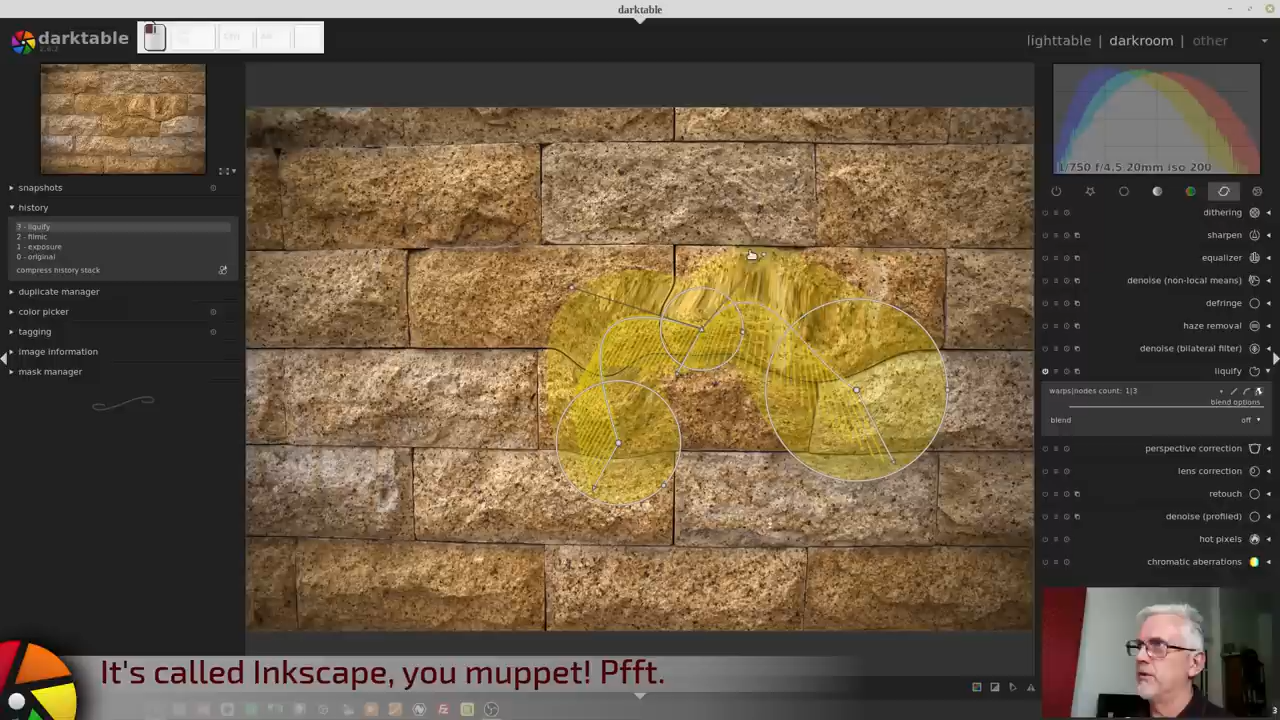 darktable
darktable
lighttable | darkroom | other
1/750 f/4.5 20mm iso 200
snapshots
history
3 - liquify
2 - filmic
1 - exposure
0 - original
compress history stack
duplicate manager
color picker
tagging
image information
mask manager
dithering
sharpen
equalizer
denoise (non-local means)
defringe
haze removal
denoise (bilateral filter)
liquify
warps|nodes count: 1|3
blend options
blend off
perspective correction
lens correction
retouch
denoise (profiled)
hot pixels
chromatic aberrations
It's called Inkscape, you muppet! Pfft.
3